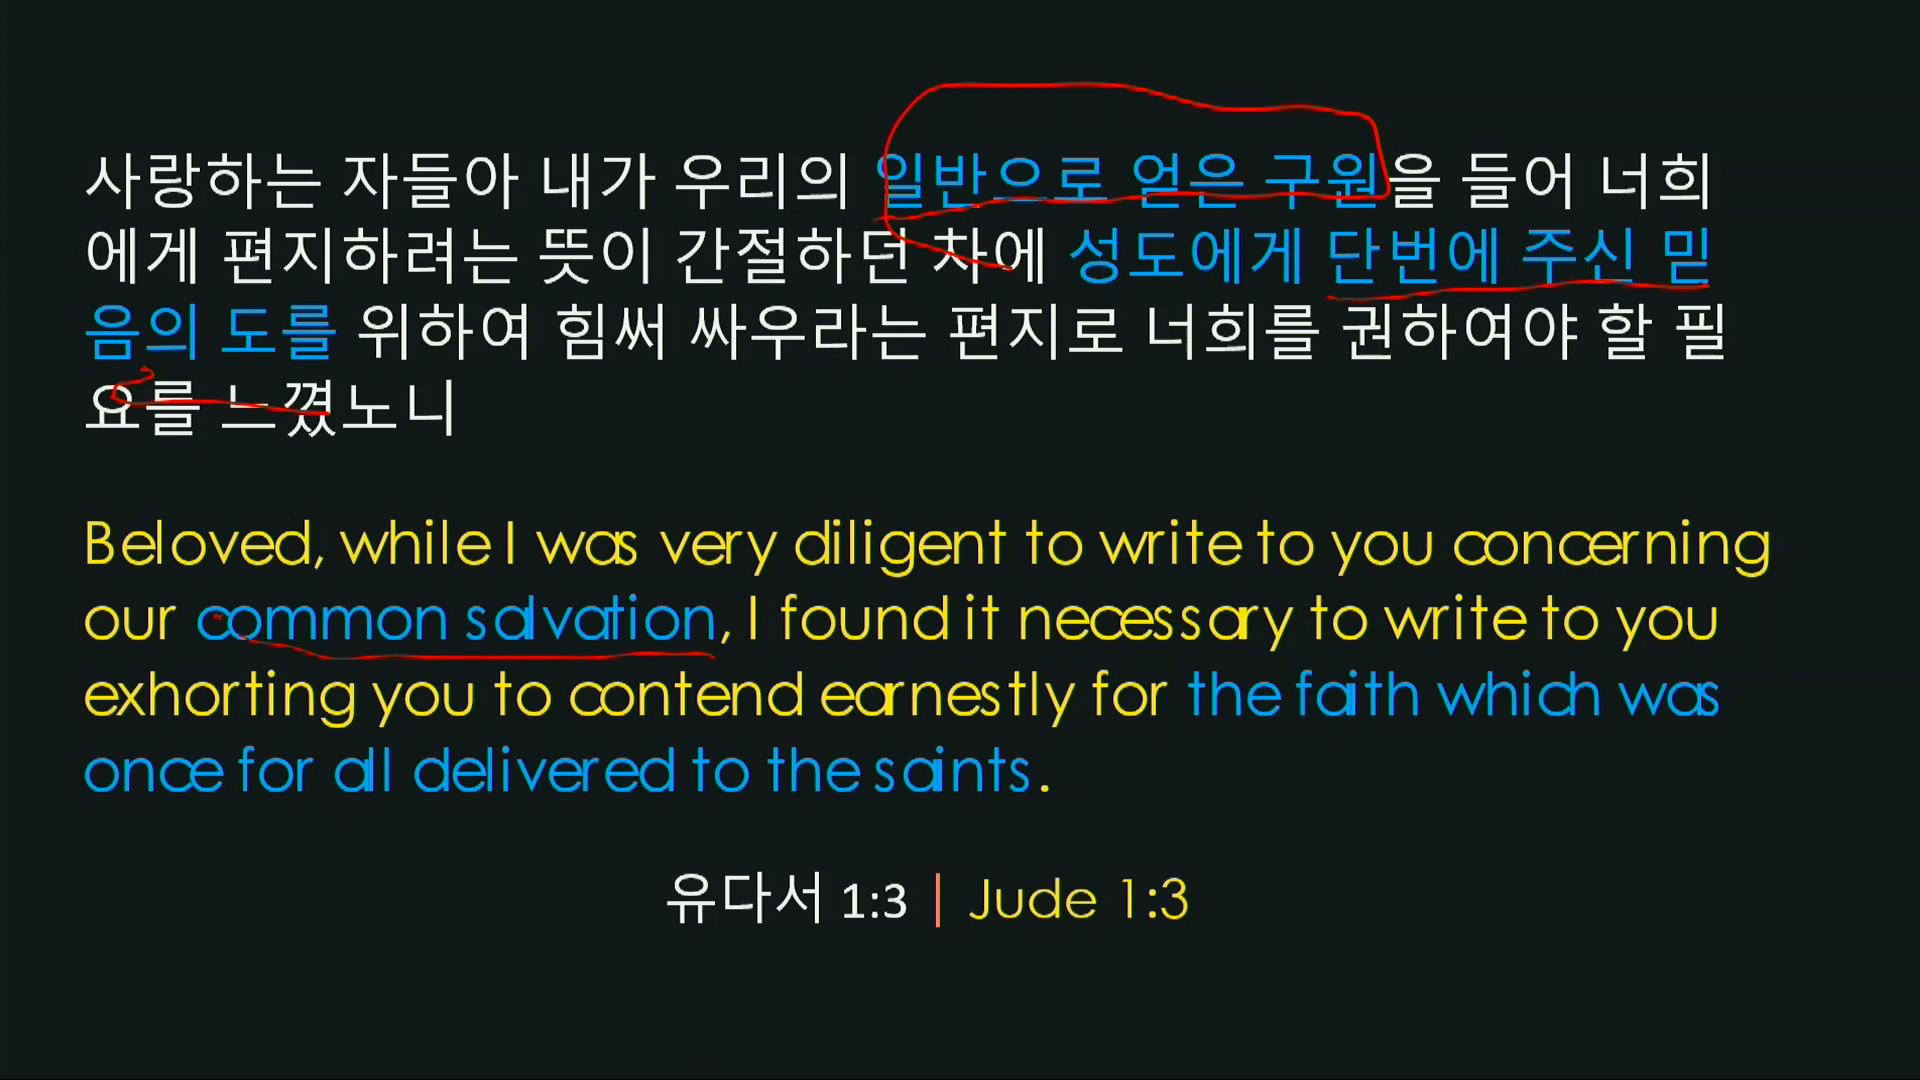 사랑하는 자들아 내가 우리의 일반으로 얻은 구원을 들어 너희
에게 편지하려는 뜻이 간절하던 차에 성도에게 단번에 주신 믿
음의 도를 위하여 힘써 싸우라는 편지로 너희를 권하여야 할 필
요를 느꼈노니
Beloved, while I was very diligent to write to you concerning
our common salvation, I found it necessary to write to you
exhorting you to contend earnestly for the faith which was
once for all delivered to the saints.
유다서 1:3 | Jude 1:3